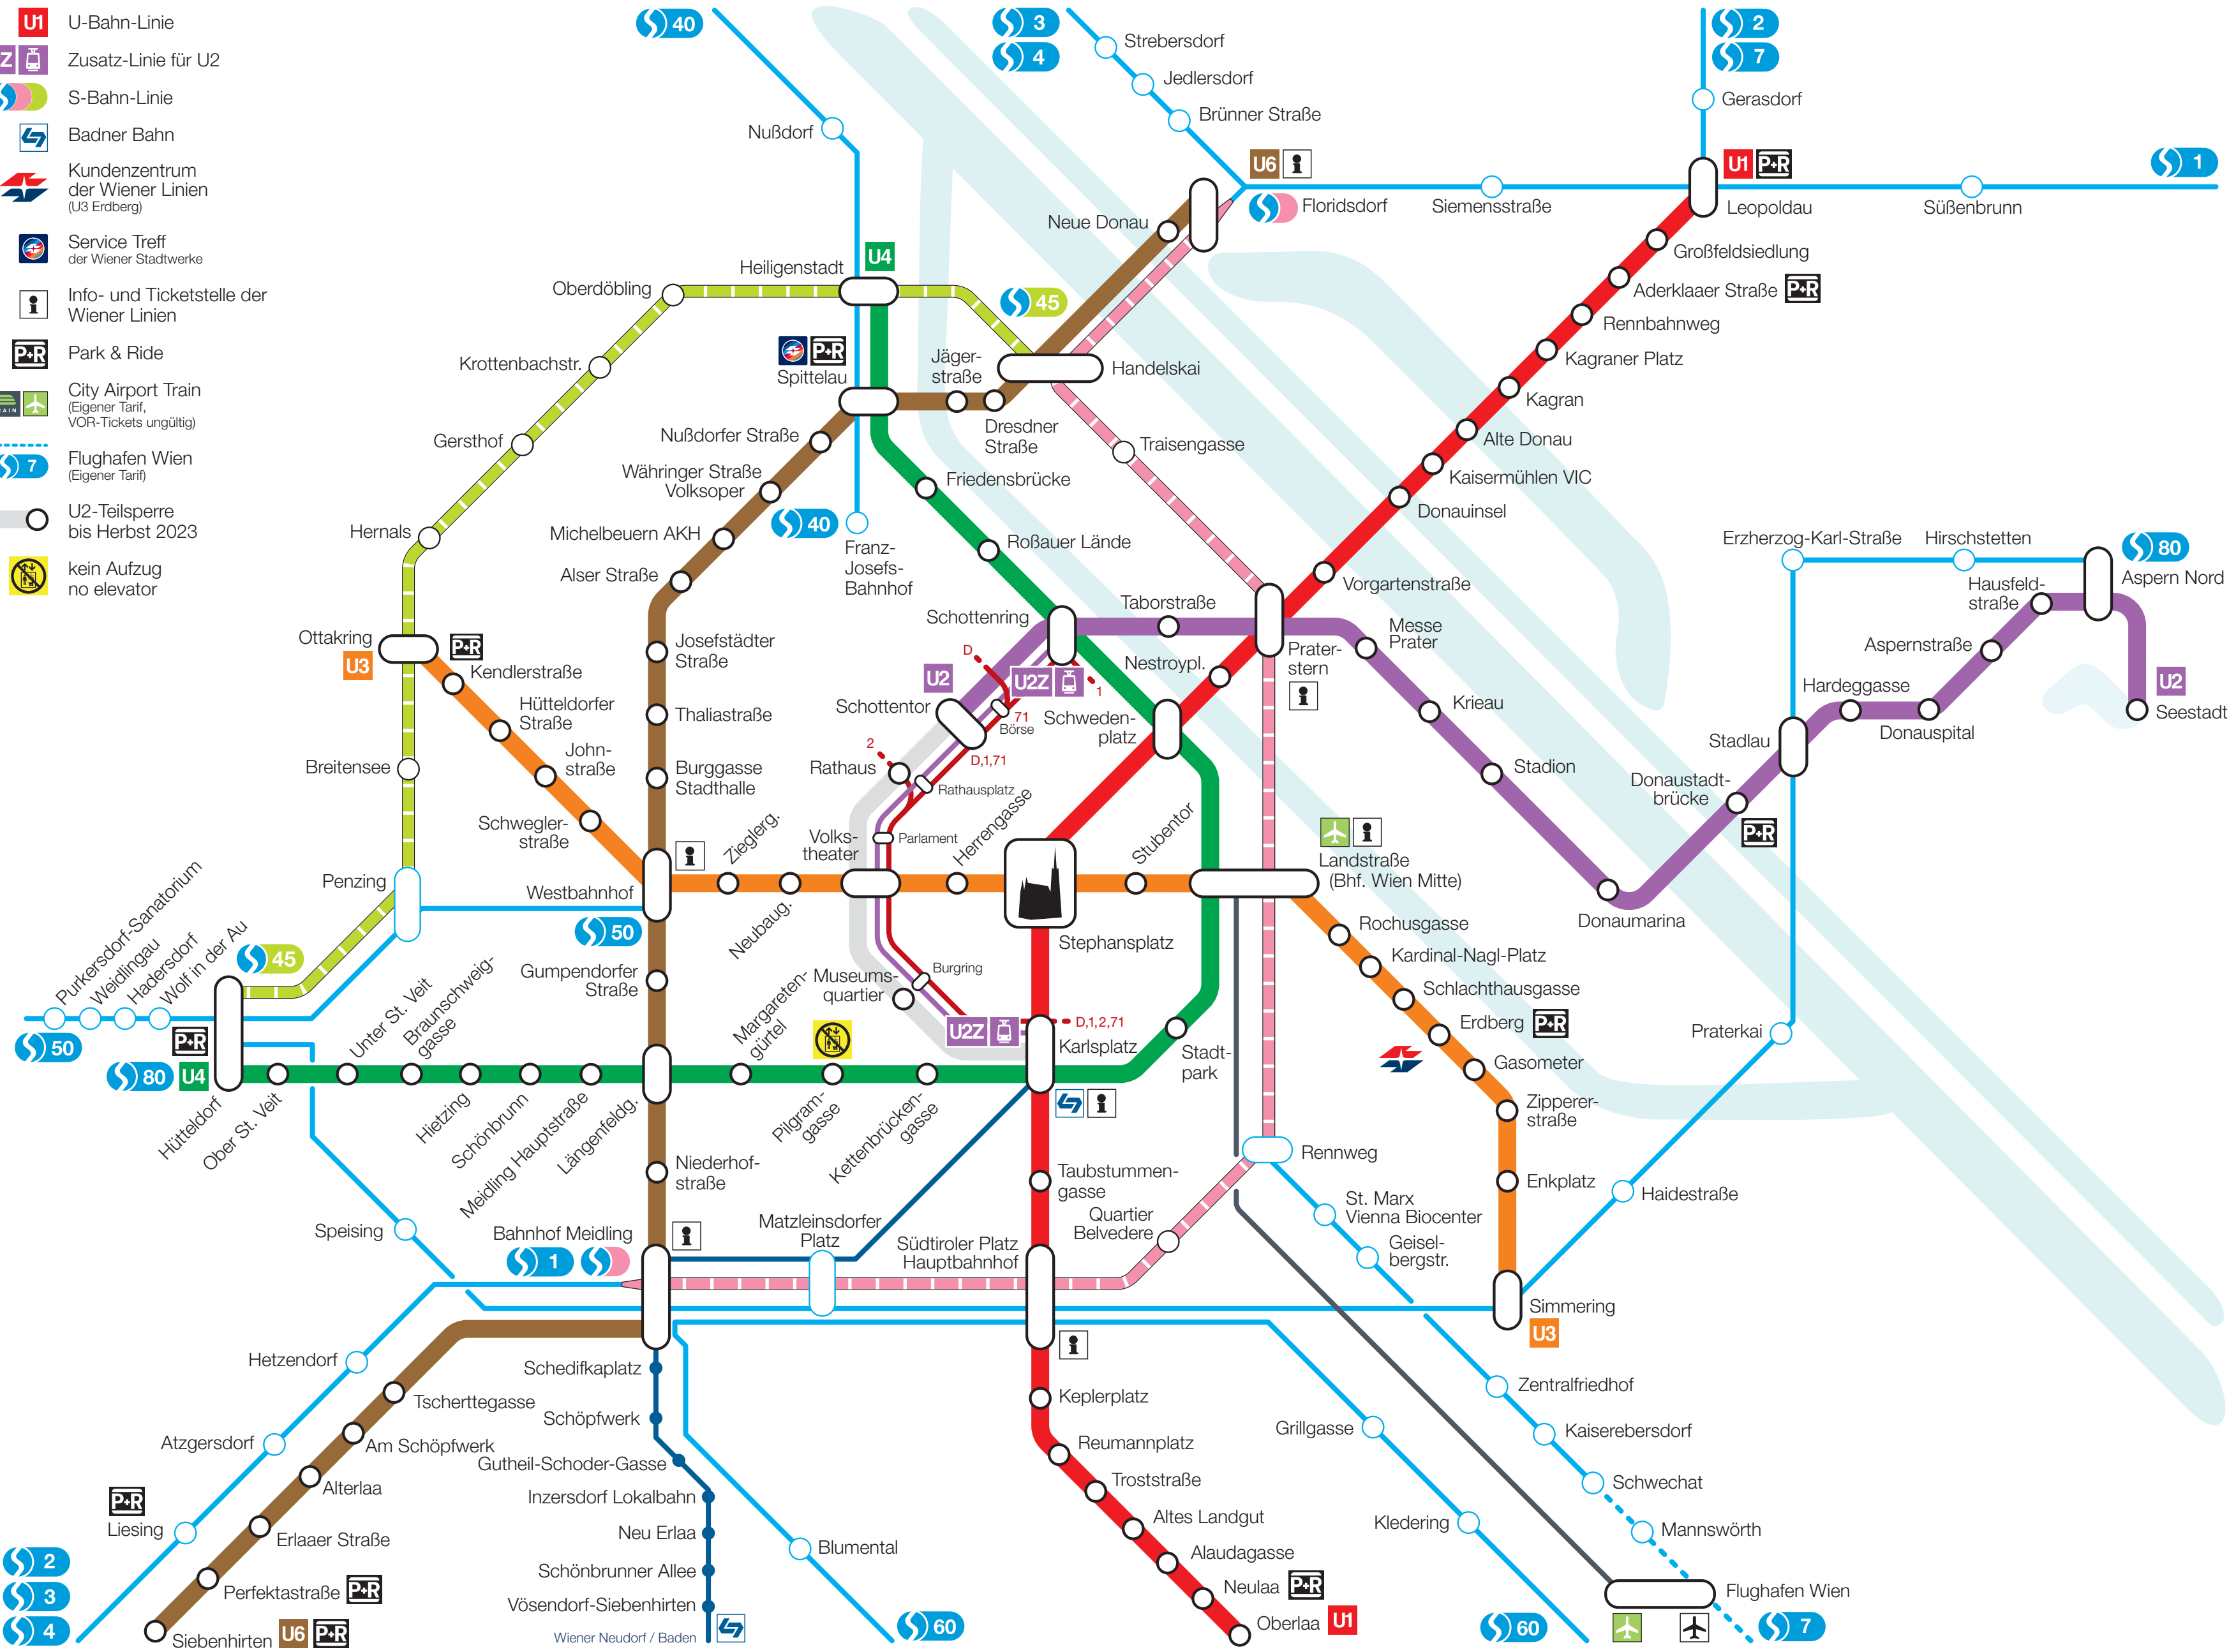 U1 U-Bahn-Linie
Z Zusatz-Linie für U2
S-Bahn-Linie
Badner Bahn
Kundenzentrum
der Wiener Linien
(U3 Erdberg)
Service Treff
der Wiener Stadtwerke
Info- und Ticketstelle der
Wiener Linien
P+R Park & Ride
City Airport Train
(Eigener Tarif,
VOR-Tickets ungültig)
RAIN
7 Flughafen Wien
(Eigener Tarif)
U2-Teilsperre
bis Herbst 2023
kein Aufzug
no elevator
40
3
4
2
7
1
Strebersdorf
Jedlersdorf
Brünner Straße
Gerasdorf
Nußdorf
U6
Floridsdorf
Siemensstraße
U1 P+R
Leopoldau
Süßenbrunn
Neue Donau
Großfeldsiedlung
Aderklaaer Straße P+R
Rennbahnweg
Kagraner Platz
Kagran
Alte Donau
Kaisermühlen VIC
Donauinsel
Vorgartenstraße
U4
Heiligenstadt
Oberdöbling
45
Krottenbachstr.
Gersthof
Hernals
P+R
Spittelau
Jäger-
straße
Handelskai
Dresdner
Straße
Traisengasse
Nußdorfer Straße
Währinger Straße
Volksoper
Michelbeuern AKH
Alser Straße
Friedensbrücke
40
Franz-
Josefs-
Bahnhof
Roßauer Lände
Erzherzog-Karl-Straße
Hirschstetten
80
Aspern Nord
Hausfeld-
straße
Aspernstraße
Hardeggasse
Donauspital
U2
Seestadt
Stadlau
Donaustadt-
brücke
P+R
Schottenring
Taborstraße
Prater-
stern
Messe
Prater
Krieau
Stadion
Donaumarina
Nestroypl.
Schweden-
platz
Ottakring
U3
P+R
Kendlerstraße
Hütteldorfer
Straße
John-
straße
Schwegler-
straße
Breitensee
Penzing
Josefstädter
Straße
Thaliastraße
Burggasse
Stadthalle
Westbahnhof
50
D
U2
U2Z
1
71
Börse
Schottentor
2
D,1,71
Rathaus
Rathausplatz
Parlament
Volks-
theater
Herrengasse
Stubentor
Zieglerg.
Neubaug.
Stephansplatz
Landstraße
(Bhf. Wien Mitte)
Rochusgasse
Kardinal-Nagl-Platz
Schlachthausgasse
Erdberg P+R
Gasometer
Zipperer-
straße
Enkplatz
Praterkai
Haidestraße
Burgring
Museums-
quartier
U2Z
D,1,2,71
Karlsplatz
Stadt-
park
Gumpendorfer
Straße
Purkersdorf-Sanatorium
Weidlingau
Hadersdorf
Wolf in der Au
45
50
P+R
80 U4
Hütteldorf
Ober St. Veit
Unter St. Veit
Braunschweig-
gasse
Hietzing
Schönbrunn
Meidling Hauptstraße
Längenfeldg.
Margareten-
gürtel
Pilgram-
gasse
Kettenbrücken-
gasse
Niederhof-
straße
Taubstummen-
gasse
Rennweg
Quartier
Belvedere
St. Marx
Vienna Biocenter
Geisel-
bergstr.
Speising
Bahnhof Meidling
1
Matzleinsdorfer
Platz
Südtiroler Platz
Hauptbahnhof
Simmering
U3
Hetzendorf
Atzgersdorf
P+R
Liesing
2
3
4
Tscherttegasse
Am Schöpfwerk
Alterlaa
Erlaaer Straße
Perfektastraße P+R
Siebenhirten U6 P+R
Schedifkaplatz
Schöpfwerk
Gutheil-Schoder-Gasse
Inzersdorf Lokalbahn
Neu Erlaa
Schönbrunner Allee
Vösendorf-Siebenhirten
Wiener Neudorf / Baden
Blumental
60
Keplerplatz
Reumannplatz
Troststraße
Altes Landgut
Alaudagasse
Neulaa P+R
Oberlaa U1
Grillgasse
Kledering
60
Zentralfriedhof
Kaiserebersdorf
Schwechat
Mannswörth
Flughafen Wien
7